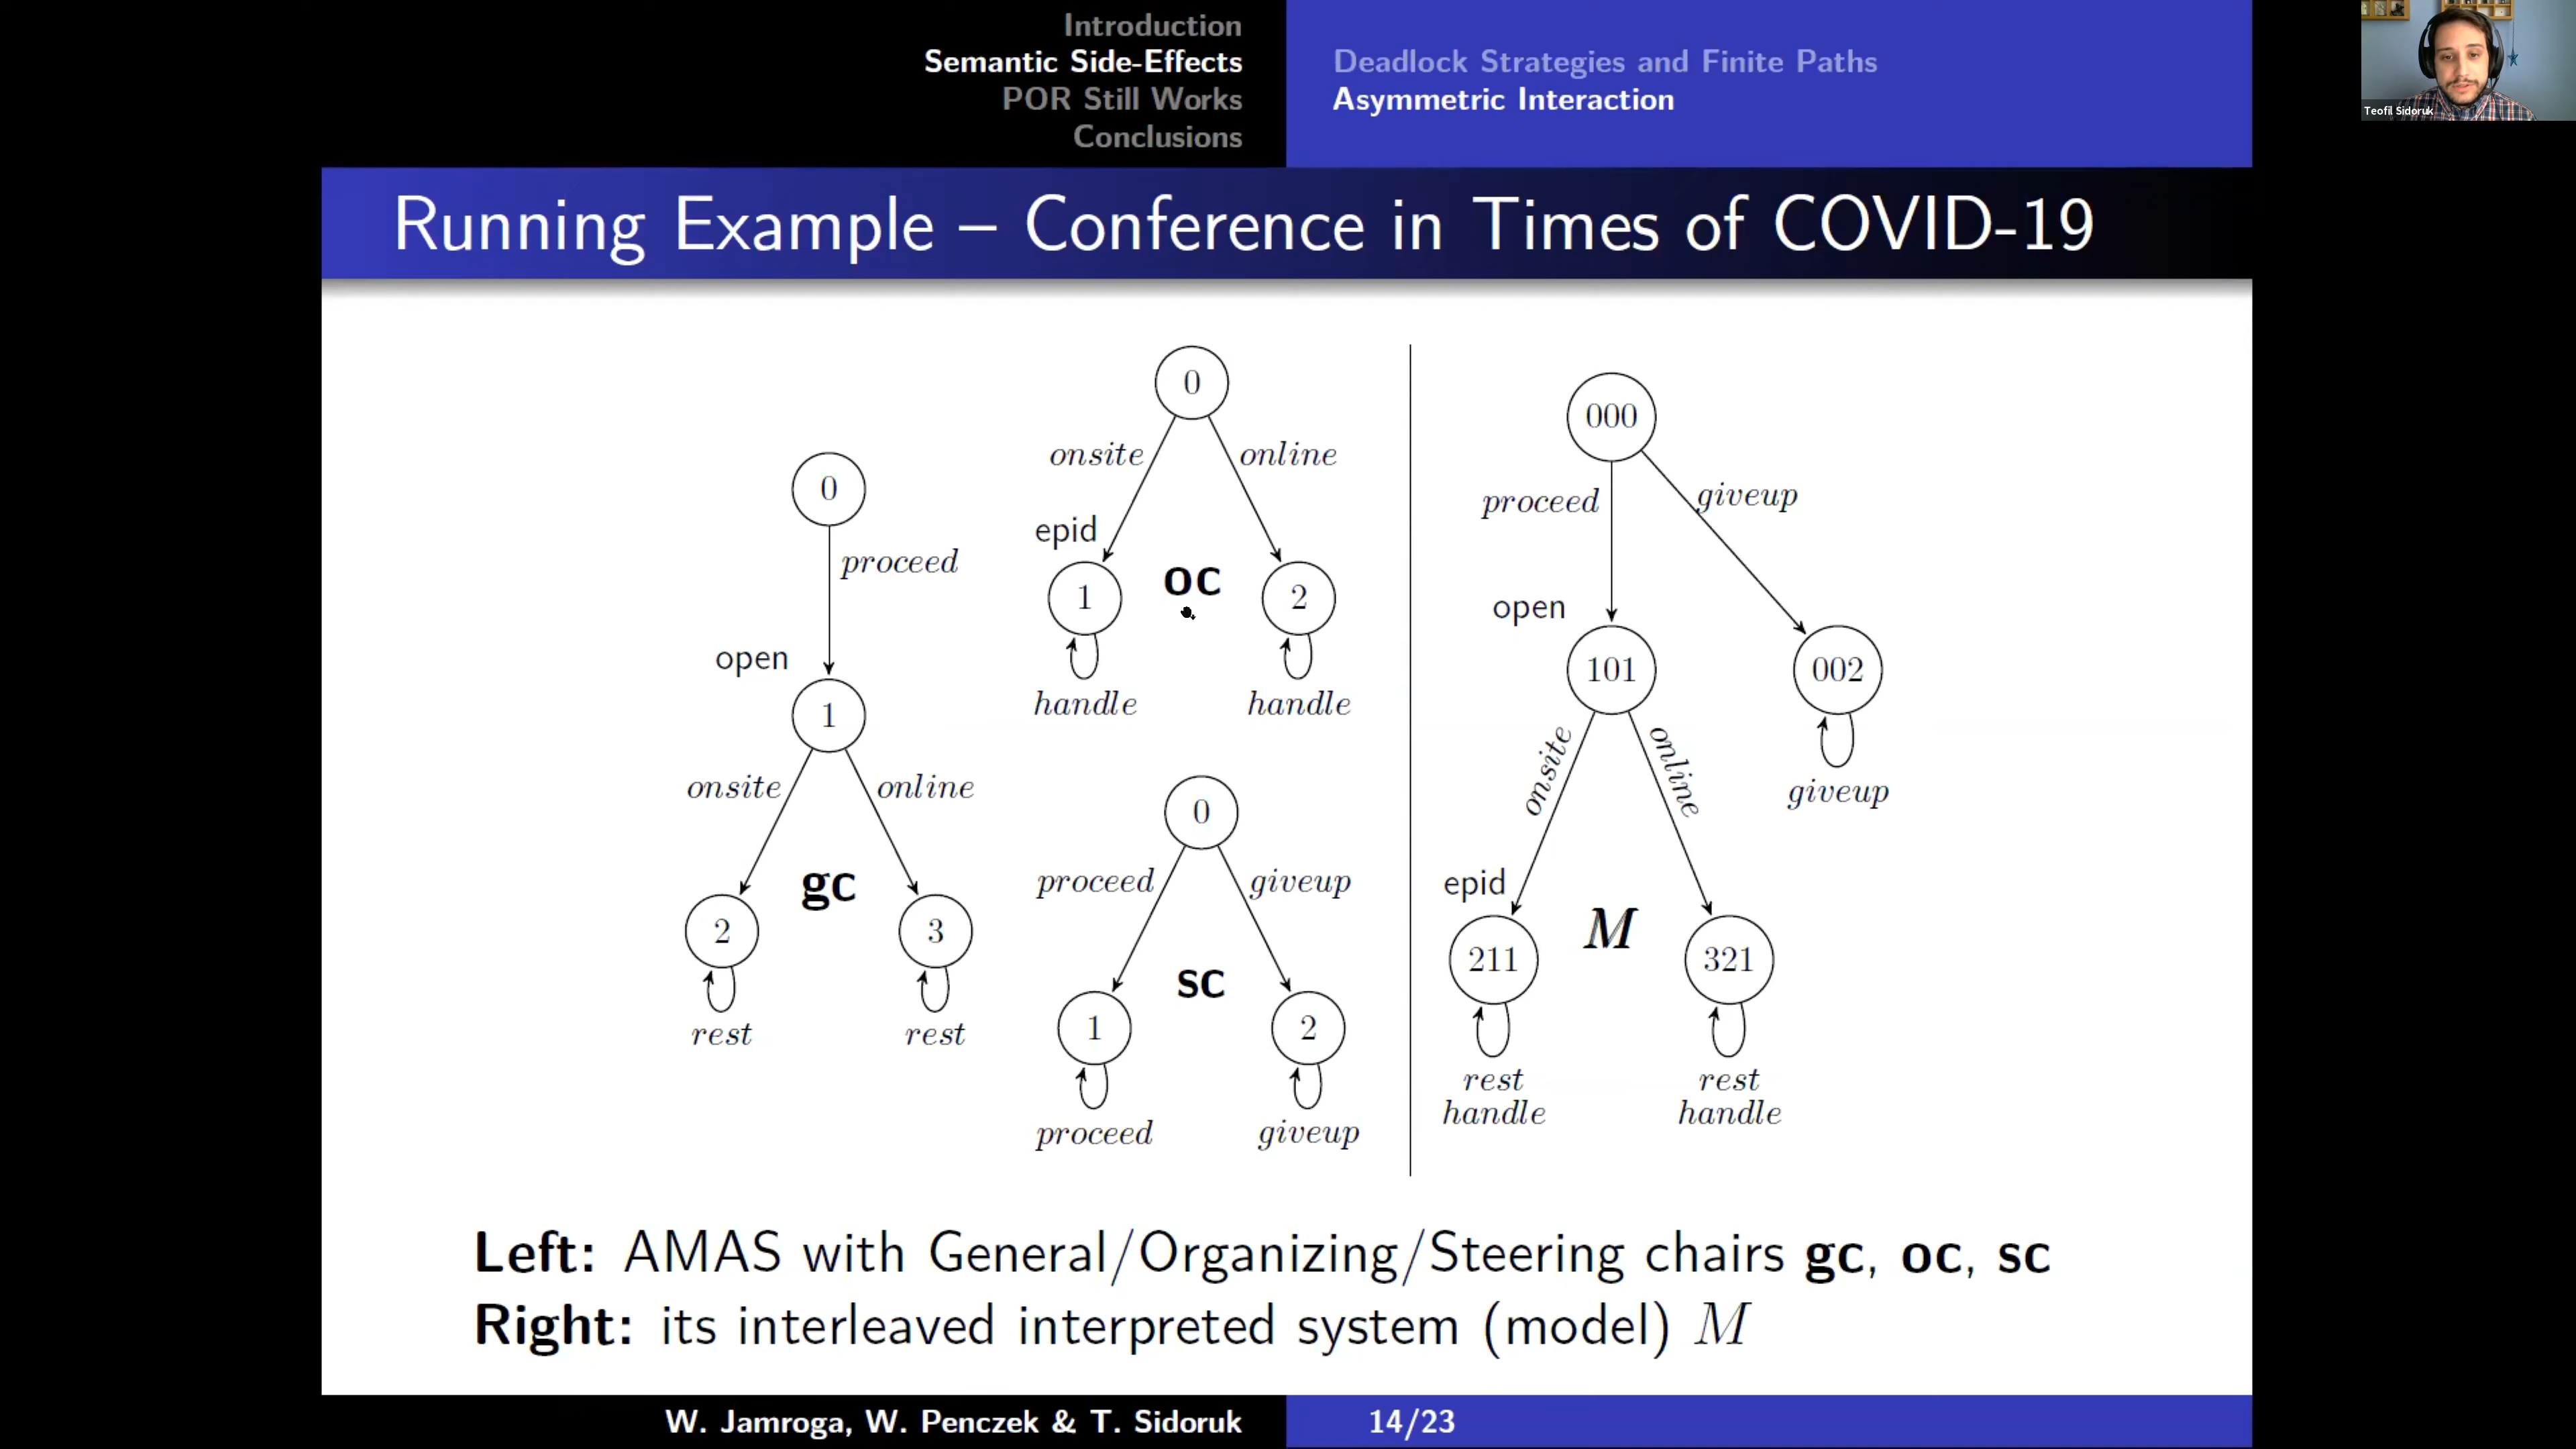 Introduction
Semantic Side-Effects
POR Still Works
Conclusions
Deadlock Strategies and Finite Paths
Asymmetric Interaction
Teofil Sidoruk
Running Example – Conference in Times of COVID-19
0
proceed
open
1
onsite
online
gc
2
3
rest
rest
0
onsite
online
epid
oc
1
2
handle
handle
0
proceed
giveup
sc
1
2
proceed
giveup
000
proceed
giveup
open
101
002
onsite
online
giveup
epid
M
211
321
rest
handle
rest
handle
Left: AMAS with General/Organizing/Steering chairs gc, oc, sc
Right: its interleaved interpreted system (model) M
W. Jamroga, W. Penczek & T. Sidoruk
14/23